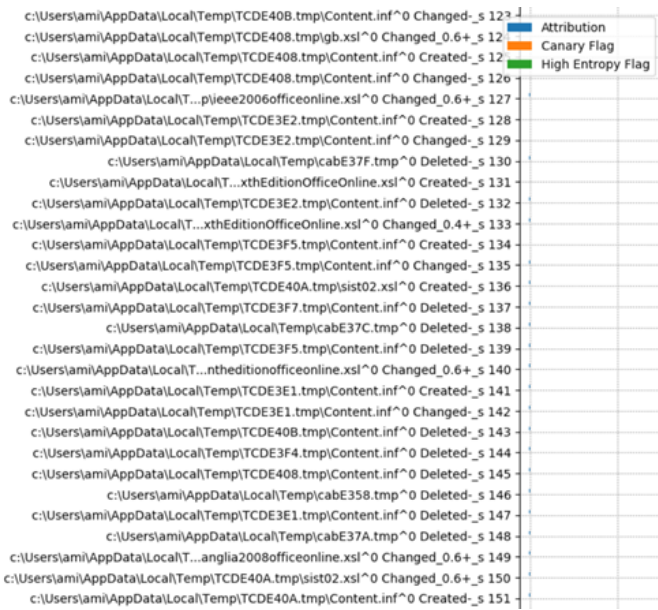 c:\Users\ami\AppData\Local\Temp\TCDE40B.tmp\Content.inf^0 Changed-_s 123
c:\Users\ami\AppData\Local\Temp\TCDE408.tmp\gb.xsl^0 Changed_0.6+_s 12
c:\Users\ami\AppData\Local\Temp\TCDE408.tmp\Content.inf^0 Created-_s 12
c:\Users\ami\AppData\Local\Temp\TCDE408.tmp\Content.inf^0 Changed-_s 126
c:\Users\ami\AppData\Local\T...p\ieee2006officeonline.xsl^0 Changed_0.6+_s 127
c:\Users\ami\AppData\Local\Temp\TCDE3E2.tmp\Content.inf^0 Created-_s 128
c:\Users\ami\AppData\Local\Temp\TCDE3E2.tmp\Content.inf^0 Changed-_s 129
c:\Users\ami\AppData\Local\Temp\cabE37F.tmp^0 Deleted-_s 130
c:\Users\ami\AppData\Local\T...xthEditionOfficeOnline.xsl^0 Created-_s 131
c:\Users\ami\AppData\Local\Temp\TCDE3E2.tmp\Content.inf^0 Deleted-_s 132
c:\Users\ami\AppData\Local\T...xthEditionOfficeOnline.xsl^0 Changed_0.4+_s 133
c:\Users\ami\AppData\Local\Temp\TCDE3F5.tmp\Content.inf^0 Created-_s 134
c:\Users\ami\AppData\Local\Temp\TCDE3F5.tmp\Content.inf^0 Changed-_s 135
c:\Users\ami\AppData\Local\Temp\TCDE40A.tmp\sist02.xsl^0 Created-_s 136
c:\Users\ami\AppData\Local\Temp\TCDE3F7.tmp\Content.inf^0 Deleted-_s 137
c:\Users\ami\AppData\Local\Temp\cabE37C.tmp^0 Deleted-_s 138
c:\Users\ami\AppData\Local\Temp\TCDE3F5.tmp\Content.inf^0 Deleted-_s 139
c:\Users\ami\AppData\Local\T...ntheditionofficeonline.xsl^0 Changed_0.6+_s 140
c:\Users\ami\AppData\Local\Temp\TCDE3E1.tmp\Content.inf^0 Created-_s 141
c:\Users\ami\AppData\Local\Temp\TCDE3E1.tmp\Content.inf^0 Changed-_s 142
c:\Users\ami\AppData\Local\Temp\TCDE40B.tmp\Content.inf^0 Deleted-_s 143
c:\Users\ami\AppData\Local\Temp\TCDE3F4.tmp\Content.inf^0 Deleted-_s 144
c:\Users\ami\AppData\Local\Temp\TCDE408.tmp\Content.inf^0 Deleted-_s 145
c:\Users\ami\AppData\Local\Temp\cabE358.tmp^0 Deleted-_s 146
c:\Users\ami\AppData\Local\Temp\TCDE3E1.tmp\Content.inf^0 Deleted-_s 147
c:\Users\ami\AppData\Local\Temp\cabE37A.tmp^0 Deleted-_s 148
c:\Users\ami\AppData\Local\T...anglia2008officeonline.xsl^0 Changed_0.6+_s 149
c:\Users\ami\AppData\Local\Temp\TCDE40A.tmp\sist02.xsl^0 Changed_0.6+_s 150
c:\Users\ami\AppData\Local\Temp\TCDE40A.tmp\Content.inf^0 Created-_s 151
Attribution
Canary Flag
High Entropy Flag